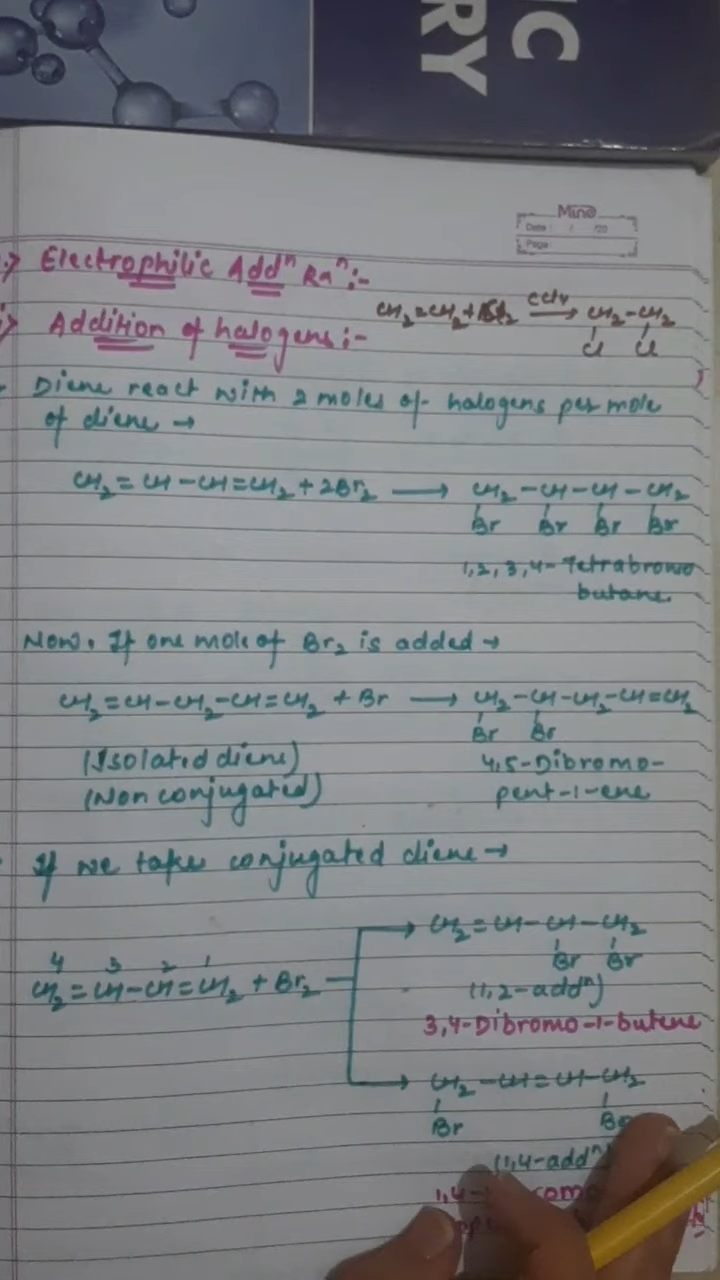 IC
RY
Mino
Date : / /20
Page:
Electrophilic Addⁿ Rxⁿ:-
CH₂=CH₂ + Cl₂ CCl₄ → CH₂-CH₂
Cl Cl
Addition of halogens :-
Diene react with 2 moles of halogens per mole
of diene →
CH₂=CH-CH=CH₂ + 2Br₂ → CH₂-CH-CH-CH₂
Br Br Br Br
1,2,3,4-Tetrabromo
butane.
Now. If one mole of Br₂ is added →
CH₂=CH-CH₂-CH=CH₂ + Br → CH₂-CH-CH₂-CH=CH₂
Br Br
(Isolated diene) 4,5-Dibromo-
(Non conjugated) pent-1-ene
If we take conjugated diene →
CH₂=CH-CH-CH₂
Br Br
4 3 2 1
CH₂=CH-CH=CH₂ + Br₂
(1,2-addⁿ)
3,4-Dibromo-1-butene
CH₂-CH=CH-CH₂
Br Br
(1,4-addⁿ)
1,4-